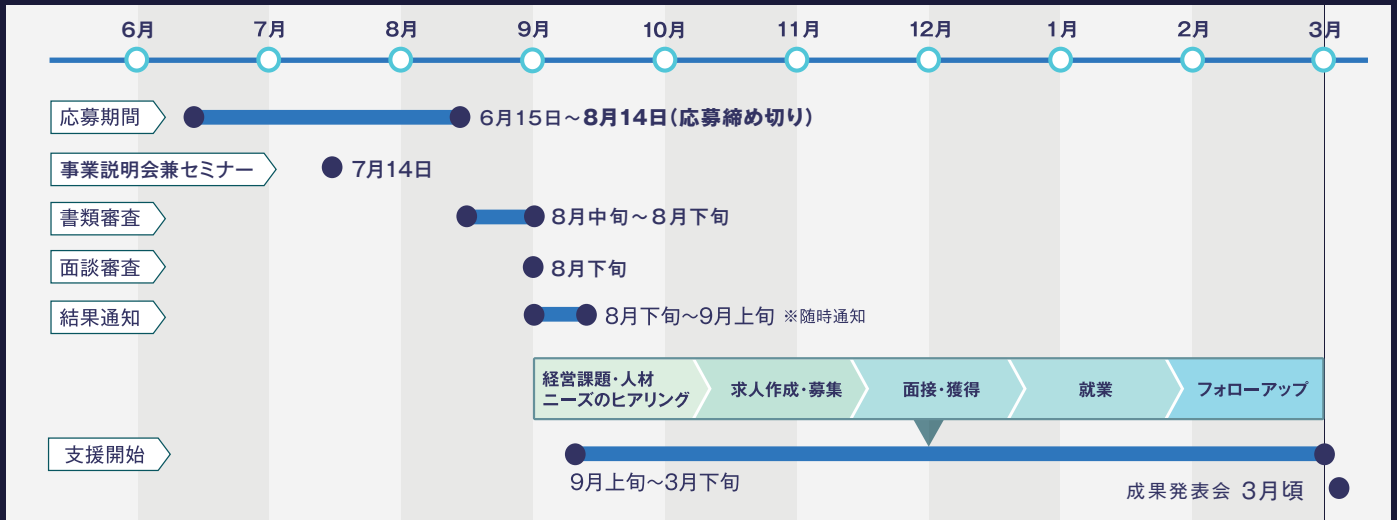 6月 7月 8月 9月 10月 11月 12月 1月 2月 3月
応募期間 6月15日〜8月14日（応募締め切り）
事業説明会兼セミナー 7月14日
書類審査 8月中旬〜8月下旬
面談審査 8月下旬
結果通知 8月下旬〜9月上旬 ※随時通知
経営課題・人材
ニーズのヒアリング
求人作成・募集
面接・獲得
就業
フォローアップ
支援開始
9月上旬〜3月下旬
成果発表会 3月頃